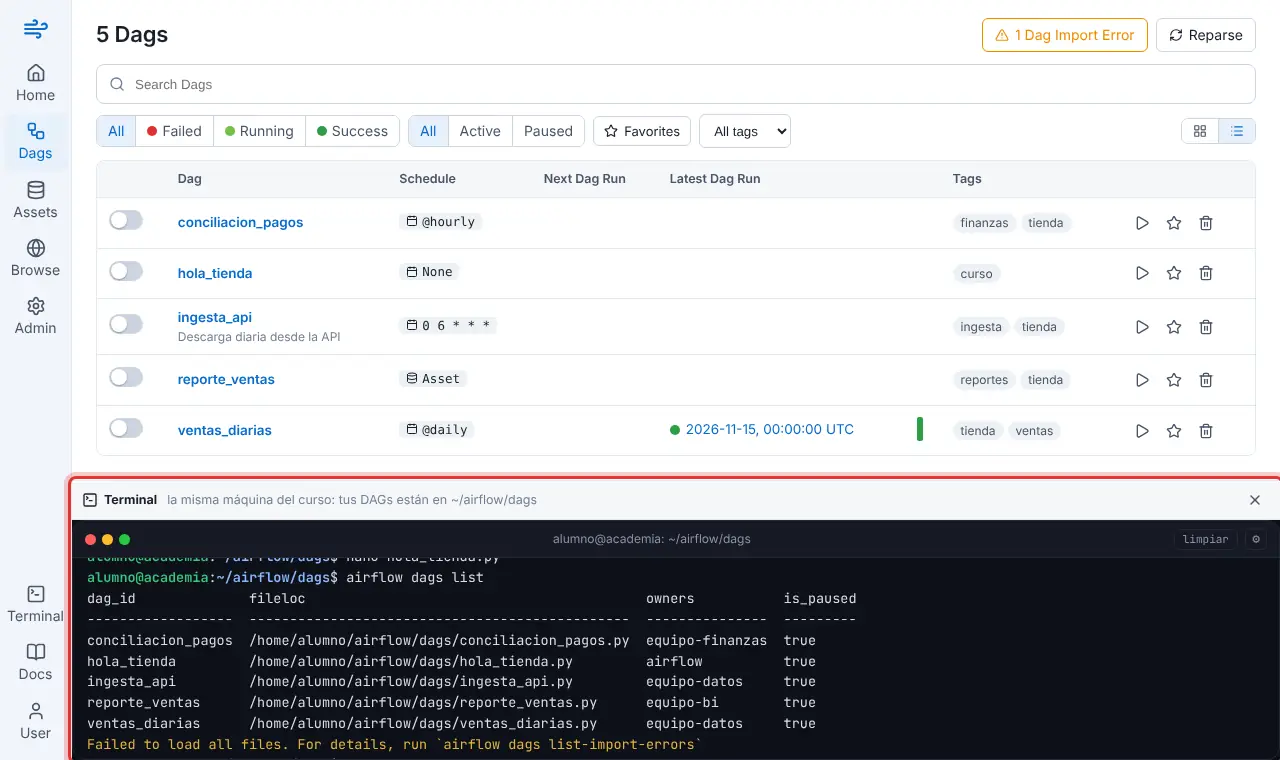 5 Dags
1 Dag Import Error
Reparse
Home
Dags
Assets
Browse
Admin
Terminal
Docs
User
Search Dags
All Failed Running Success All Active Paused Favorites All tags
Dag Schedule Next Dag Run Latest Dag Run Tags
conciliacion_pagos @hourly finanzas tienda
hola_tienda None curso
ingesta_api 0 6 * * * ingesta tienda
Descarga diaria desde la API
reporte_ventas Asset reportes tienda
ventas_diarias @daily 2026-11-15, 00:00:00 UTC tienda ventas
Terminal la misma máquina del curso: tus DAGs están en ~/airflow/dags
alumno@academia: ~/airflow/dags limpiar
alumno@academia:~/airflow/dags$ nano hola_tienda.py
alumno@academia:~/airflow/dags$ airflow dags list
dag_id fileloc owners is_paused
------------------ ----------------------------------------------- --------------- ---------
conciliacion_pagos /home/alumno/airflow/dags/conciliacion_pagos.py equipo-finanzas true
hola_tienda /home/alumno/airflow/dags/hola_tienda.py airflow true
ingesta_api /home/alumno/airflow/dags/ingesta_api.py equipo-datos true
reporte_ventas /home/alumno/airflow/dags/reporte_ventas.py equipo-bi true
ventas_diarias /home/alumno/airflow/dags/ventas_diarias.py equipo-datos true
Failed to load all files. For details, run `airflow dags list-import-errors`